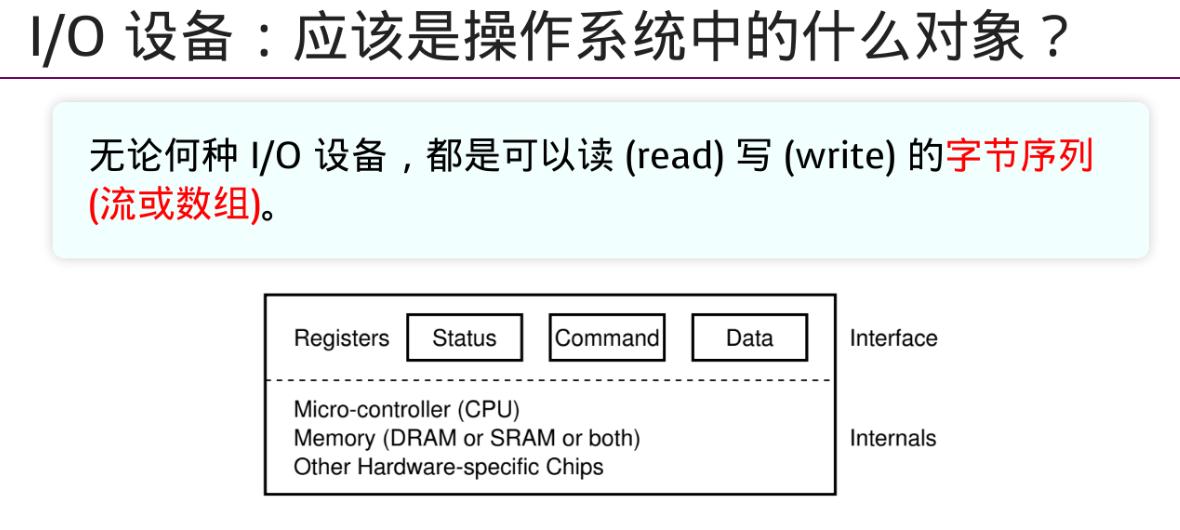 I/O 设备：应该是操作系统中的什么对象？
无论何种 I/O 设备，都是可以读 (read) 写 (write) 的字节序列
(流或数组)。
Registers Status Command Data Interface
Micro-controller (CPU)
Memory (DRAM or SRAM or both) Internals
Other Hardware-specific Chips